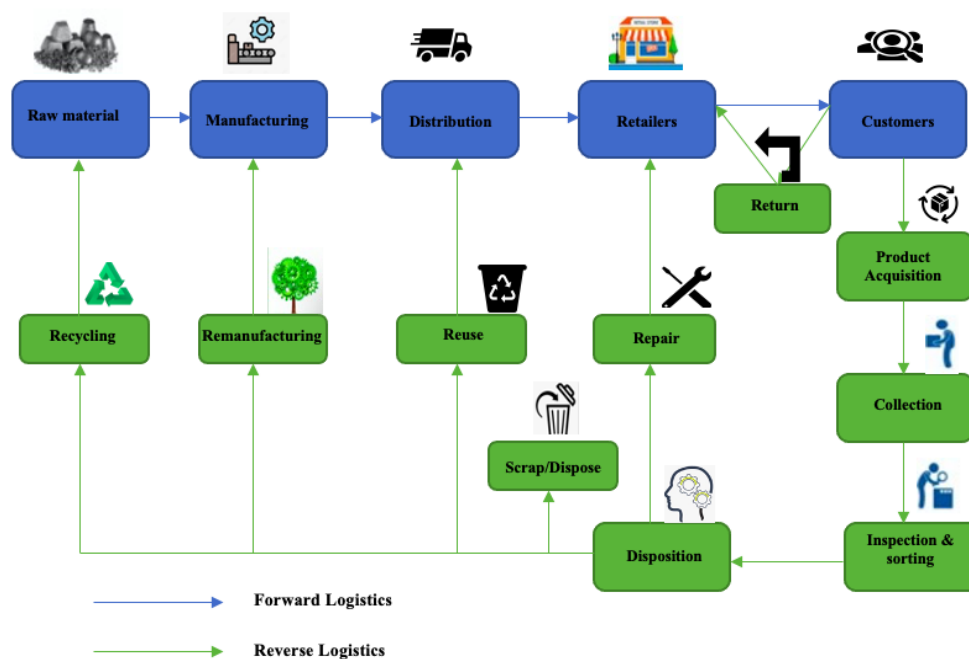 Raw material
Manufacturing
Distribution
Retailers
Customers
Return
Product
Acquisition
Recycling
Remanufacturing
Reuse
Repair
Collection
Scrap/Dispose
Disposition
Inspection &
sorting
Forward Logistics
Reverse Logistics